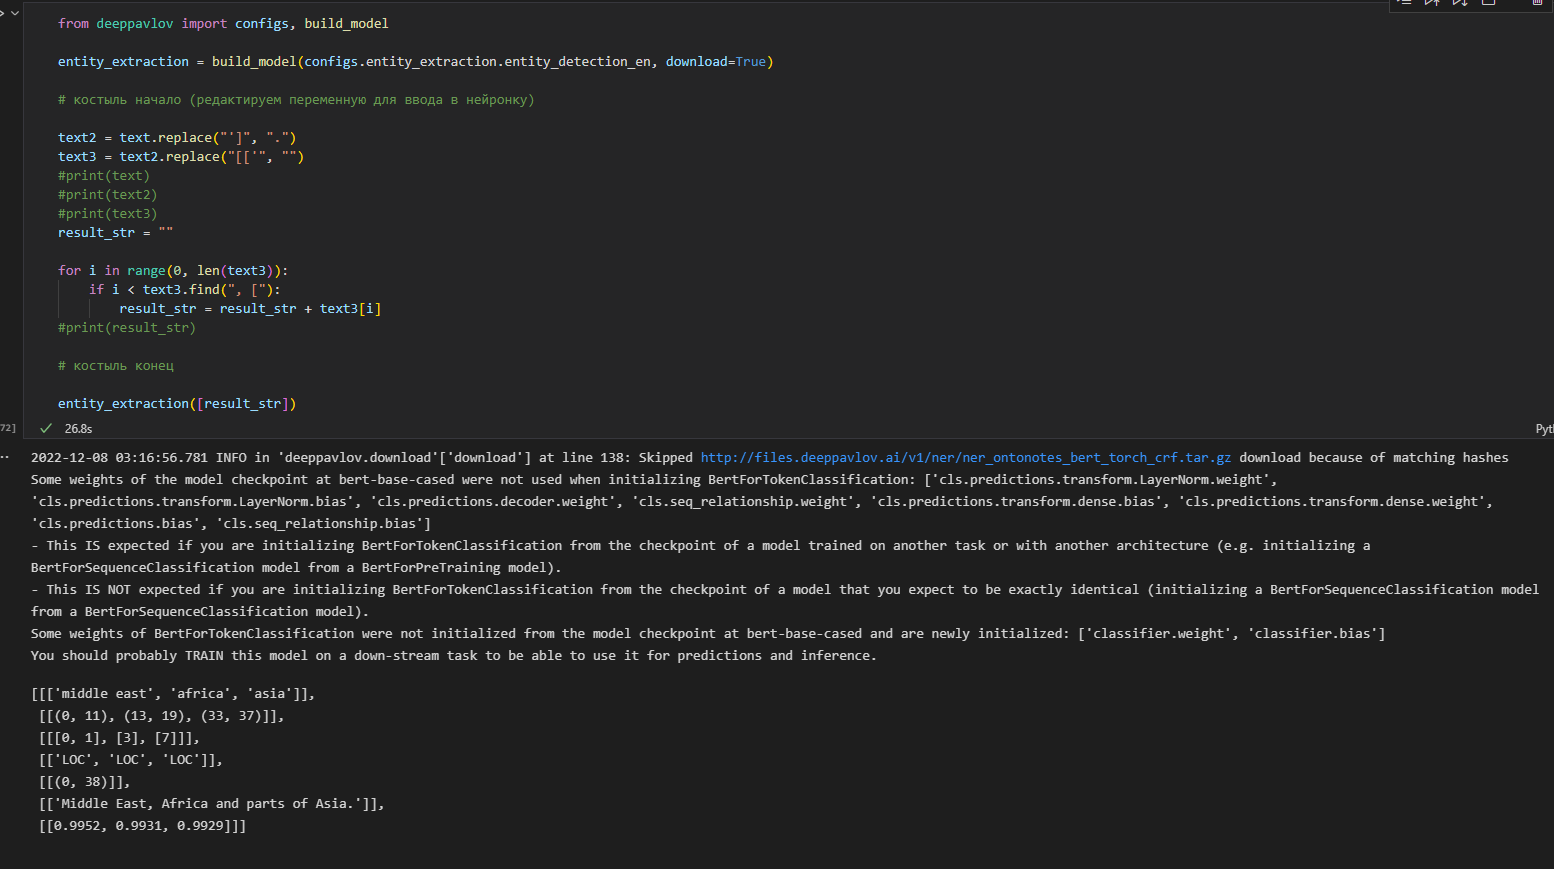 from deeppavlov import configs, build_model
entity_extraction = build_model(configs.entity_extraction.entity_detection_en, download=True)
# костыль начало (редактируем переменную для ввода в нейронку)
text2 = text.replace("']", ".")
text3 = text2.replace("[['", "")
#print(text)
#print(text2)
#print(text3)
result_str = ""
for i in range(0, len(text3)):
    if i < text3.find(", ["):
        result_str = result_str + text3[i]
#print(result_str)
# костыль конец
entity_extraction([result_str])
72] 26.8s
Pyth
2022-12-08 03:16:56.781 INFO in 'deeppavlov.download'['download'] at line 138: Skipped http://files.deeppavlov.ai/v1/ner/ner_ontonotes_bert_torch_crf.tar.gz download because of matching hashes
Some weights of the model checkpoint at bert-base-cased were not used when initializing BertForTokenClassification: ['cls.predictions.transform.LayerNorm.weight',
'cls.predictions.transform.LayerNorm.bias', 'cls.predictions.decoder.weight', 'cls.seq_relationship.weight', 'cls.predictions.transform.dense.bias', 'cls.predictions.transform.dense.weight',
'cls.predictions.bias', 'cls.seq_relationship.bias']
- This IS expected if you are initializing BertForTokenClassification from the checkpoint of a model trained on another task or with another architecture (e.g. initializing a
BertForSequenceClassification model from a BertForPreTraining model).
- This IS NOT expected if you are initializing BertForTokenClassification from the checkpoint of a model that you expect to be exactly identical (initializing a BertForSequenceClassification model
from a BertForSequenceClassification model).
Some weights of BertForTokenClassification were not initialized from the model checkpoint at bert-base-cased and are newly initialized: ['classifier.weight', 'classifier.bias']
You should probably TRAIN this model on a down-stream task to be able to use it for predictions and inference.
[[['middle east', 'africa', 'asia']],
 [[(0, 11), (13, 19), (33, 37)]],
 [[[0, 1], [3], [7]]],
 [['LOC', 'LOC', 'LOC']],
 [[(0, 38)]],
 [['Middle East, Africa and parts of Asia.']],
 [[0.9952, 0.9931, 0.9929]]]